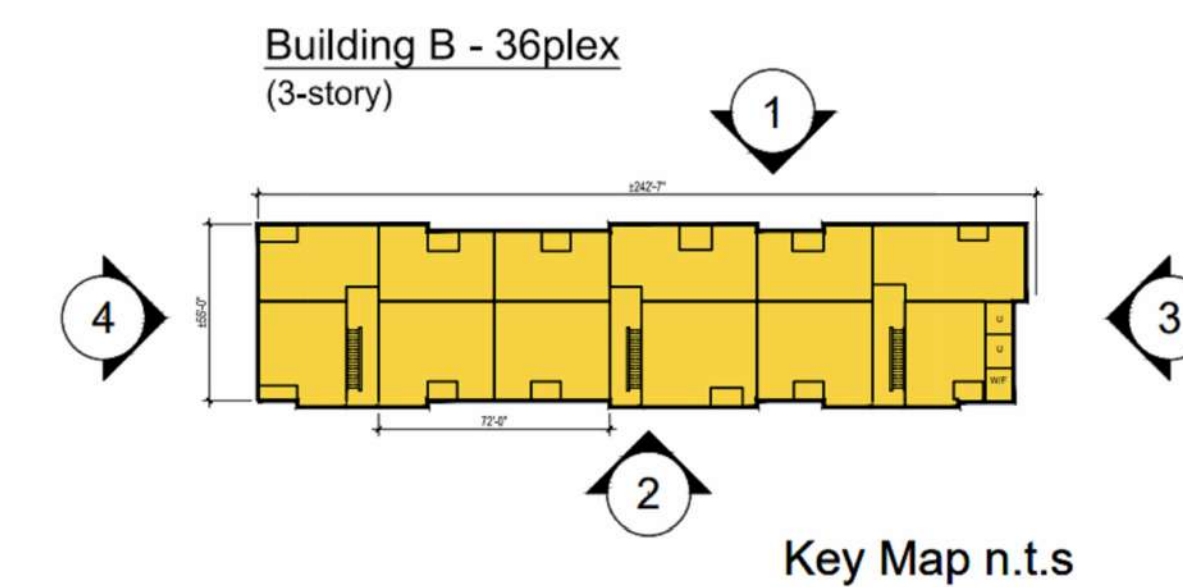 Building B - 36plex
(3-story)
1
±242'-7"
4
±55'-0"
3
U
U
W/F
72'-0"
2
Key Map n.t.s